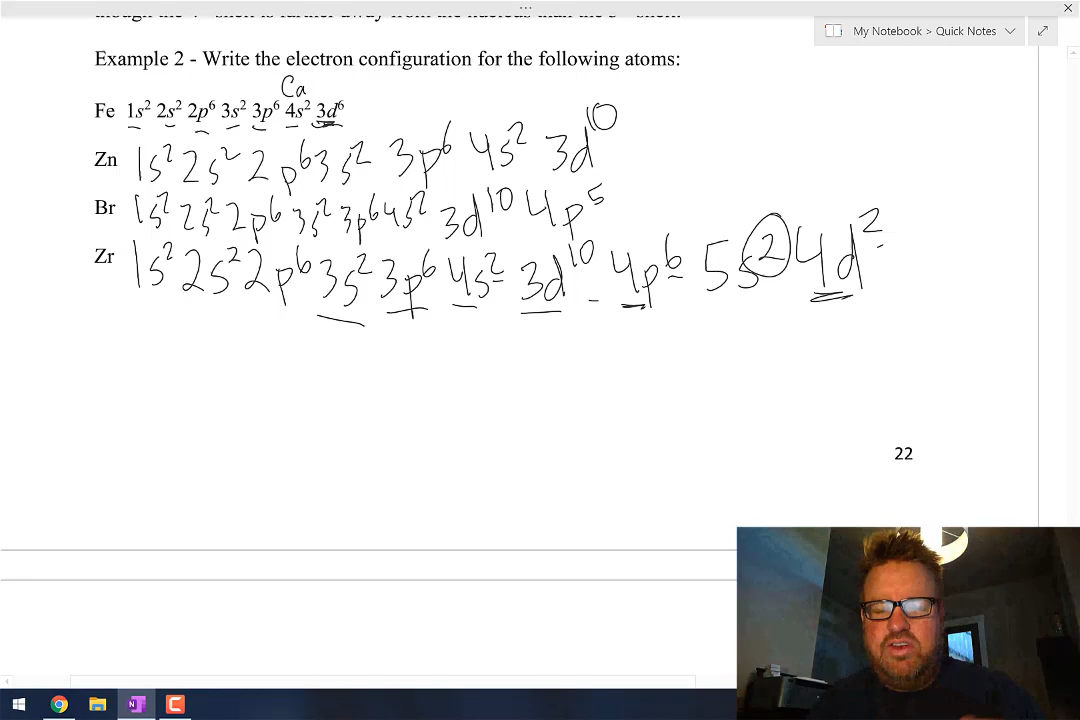 ...
My Notebook > Quick Notes
Example 2 - Write the electron configuration for the following atoms:
Ca
Fe 1s² 2s² 2p⁶ 3s² 3p⁶ 4s² 3d⁶
Zn 1s² 2s² 2p⁶ 3s² 3p⁶ 4s² 3d¹⁰
Br 1s² 2s² 2p⁶ 3s² 3p⁶ 4s² 3d¹⁰ 4p⁵
Zr 1s² 2s² 2p⁶ 3s² 3p⁶ 4s² 3d¹⁰ 4p⁶ 5s² 4d²
22